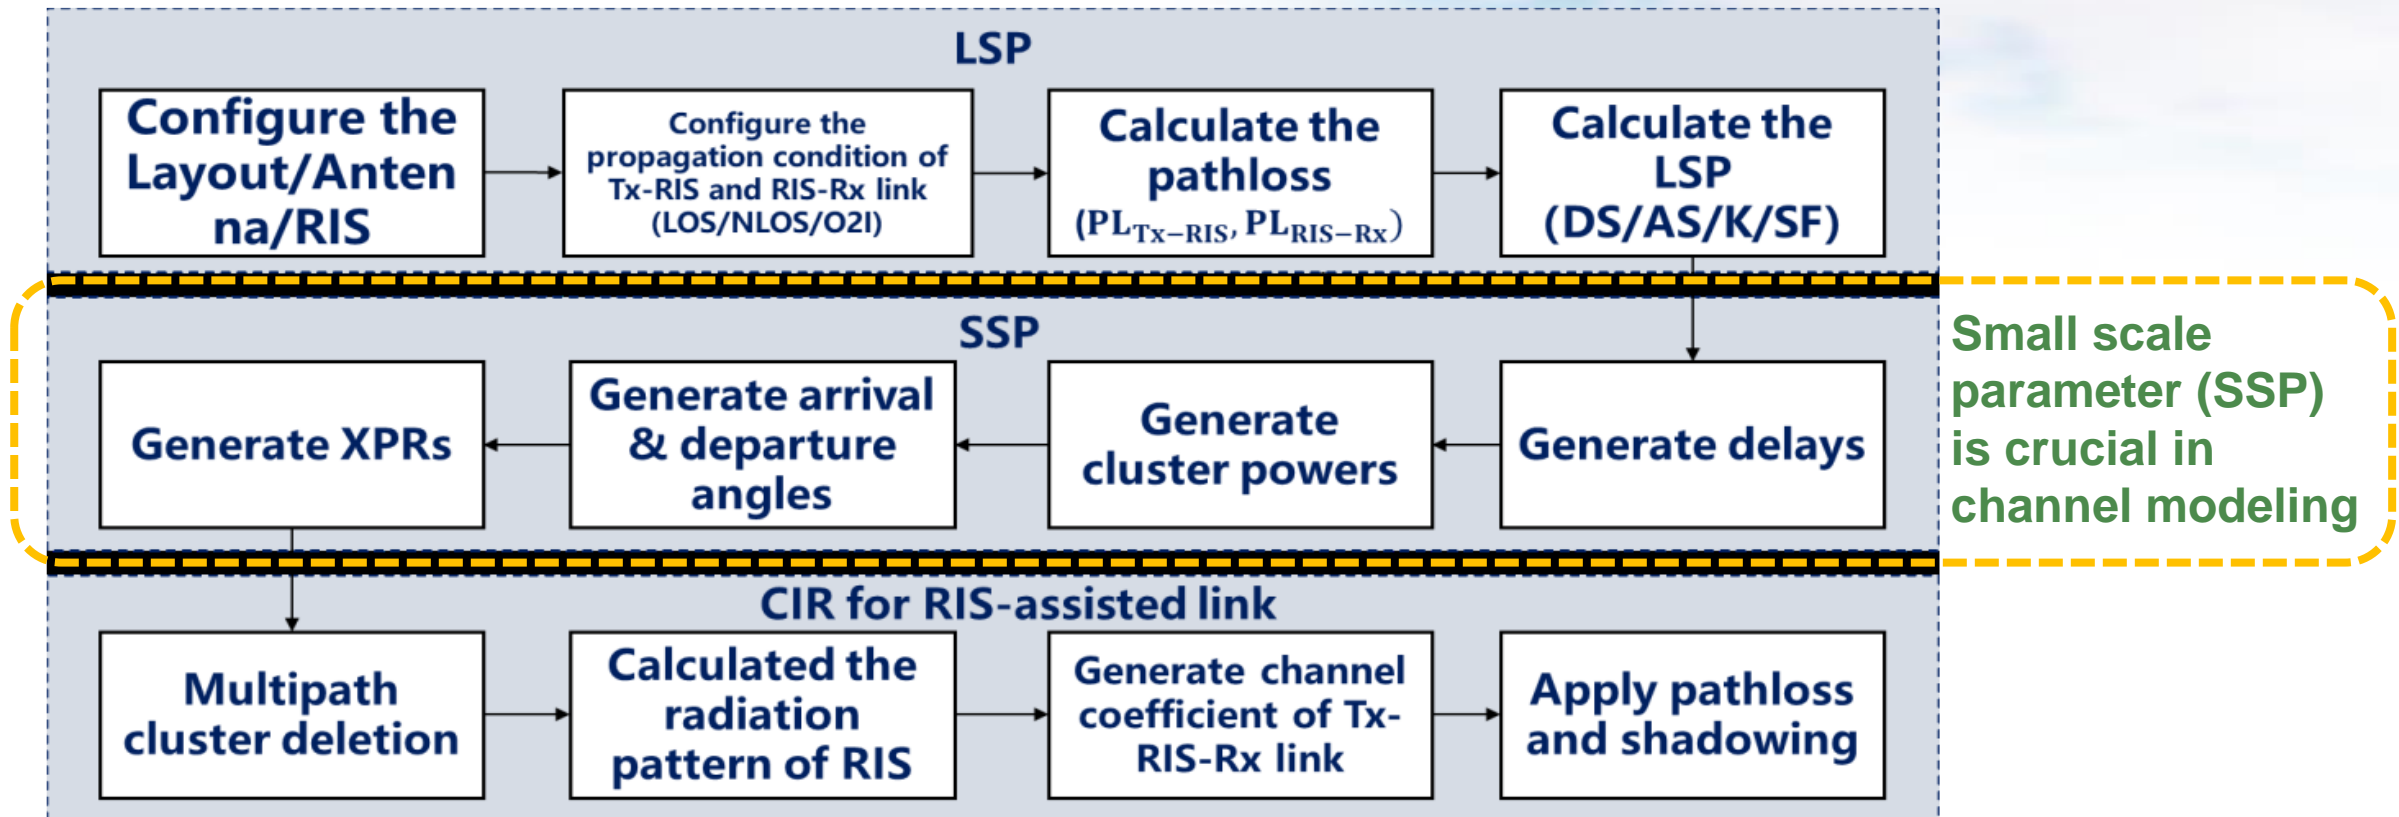 LSP
Configure the
Layout/Anten
na/RIS
Configure the
propagation condition of
Tx-RIS and RIS-Rx link
(LOS/NLOS/O2I)
Calculate the
pathloss
(PL_Tx−RIS, PL_RIS−Rx)
Calculate the
LSP
(DS/AS/K/SF)
SSP
Generate XPRs
Generate arrival
& departure
angles
Generate
cluster powers
Generate delays
Small scale
parameter (SSP)
is crucial in
channel modeling
CIR for RIS-assisted link
Multipath
cluster deletion
Calculated the
radiation
pattern of RIS
Generate channel
coefficient of Tx-
RIS-Rx link
Apply pathloss
and shadowing